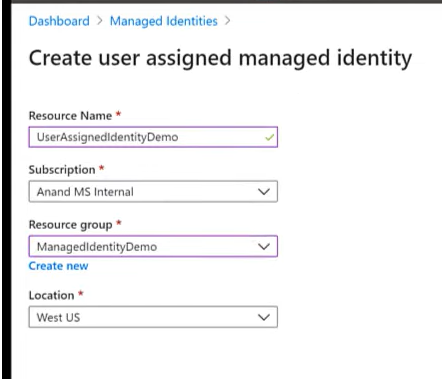 Dashboard > Managed Identities >
Create user assigned managed identity
Resource Name *
UserAssignedIdentityDemo
Subscription *
Anand MS Internal
Resource group *
ManagedIdentityDemo
Create new
Location *
West US